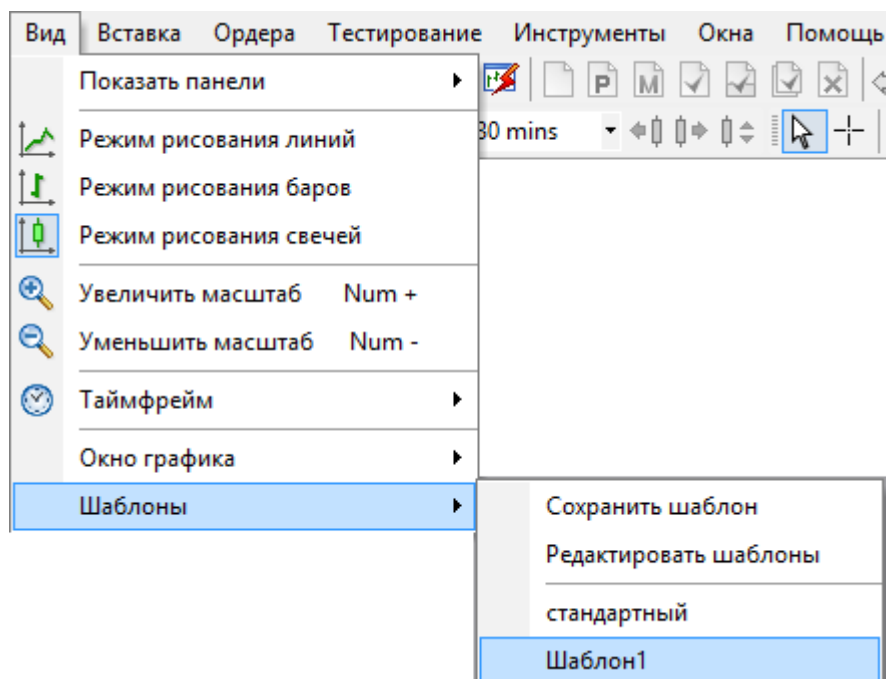 Вид Вставка Ордера Тестирование Инструменты Окна Помощь
Показать панели
P M
Режим рисования линий
30 mins
Режим рисования баров
Режим рисования свечей
Увеличить масштаб Num +
Уменьшить масштаб Num -
Таймфрейм
Окно графика
Шаблоны
Сохранить шаблон
Редактировать шаблоны
стандартный
Шаблон1